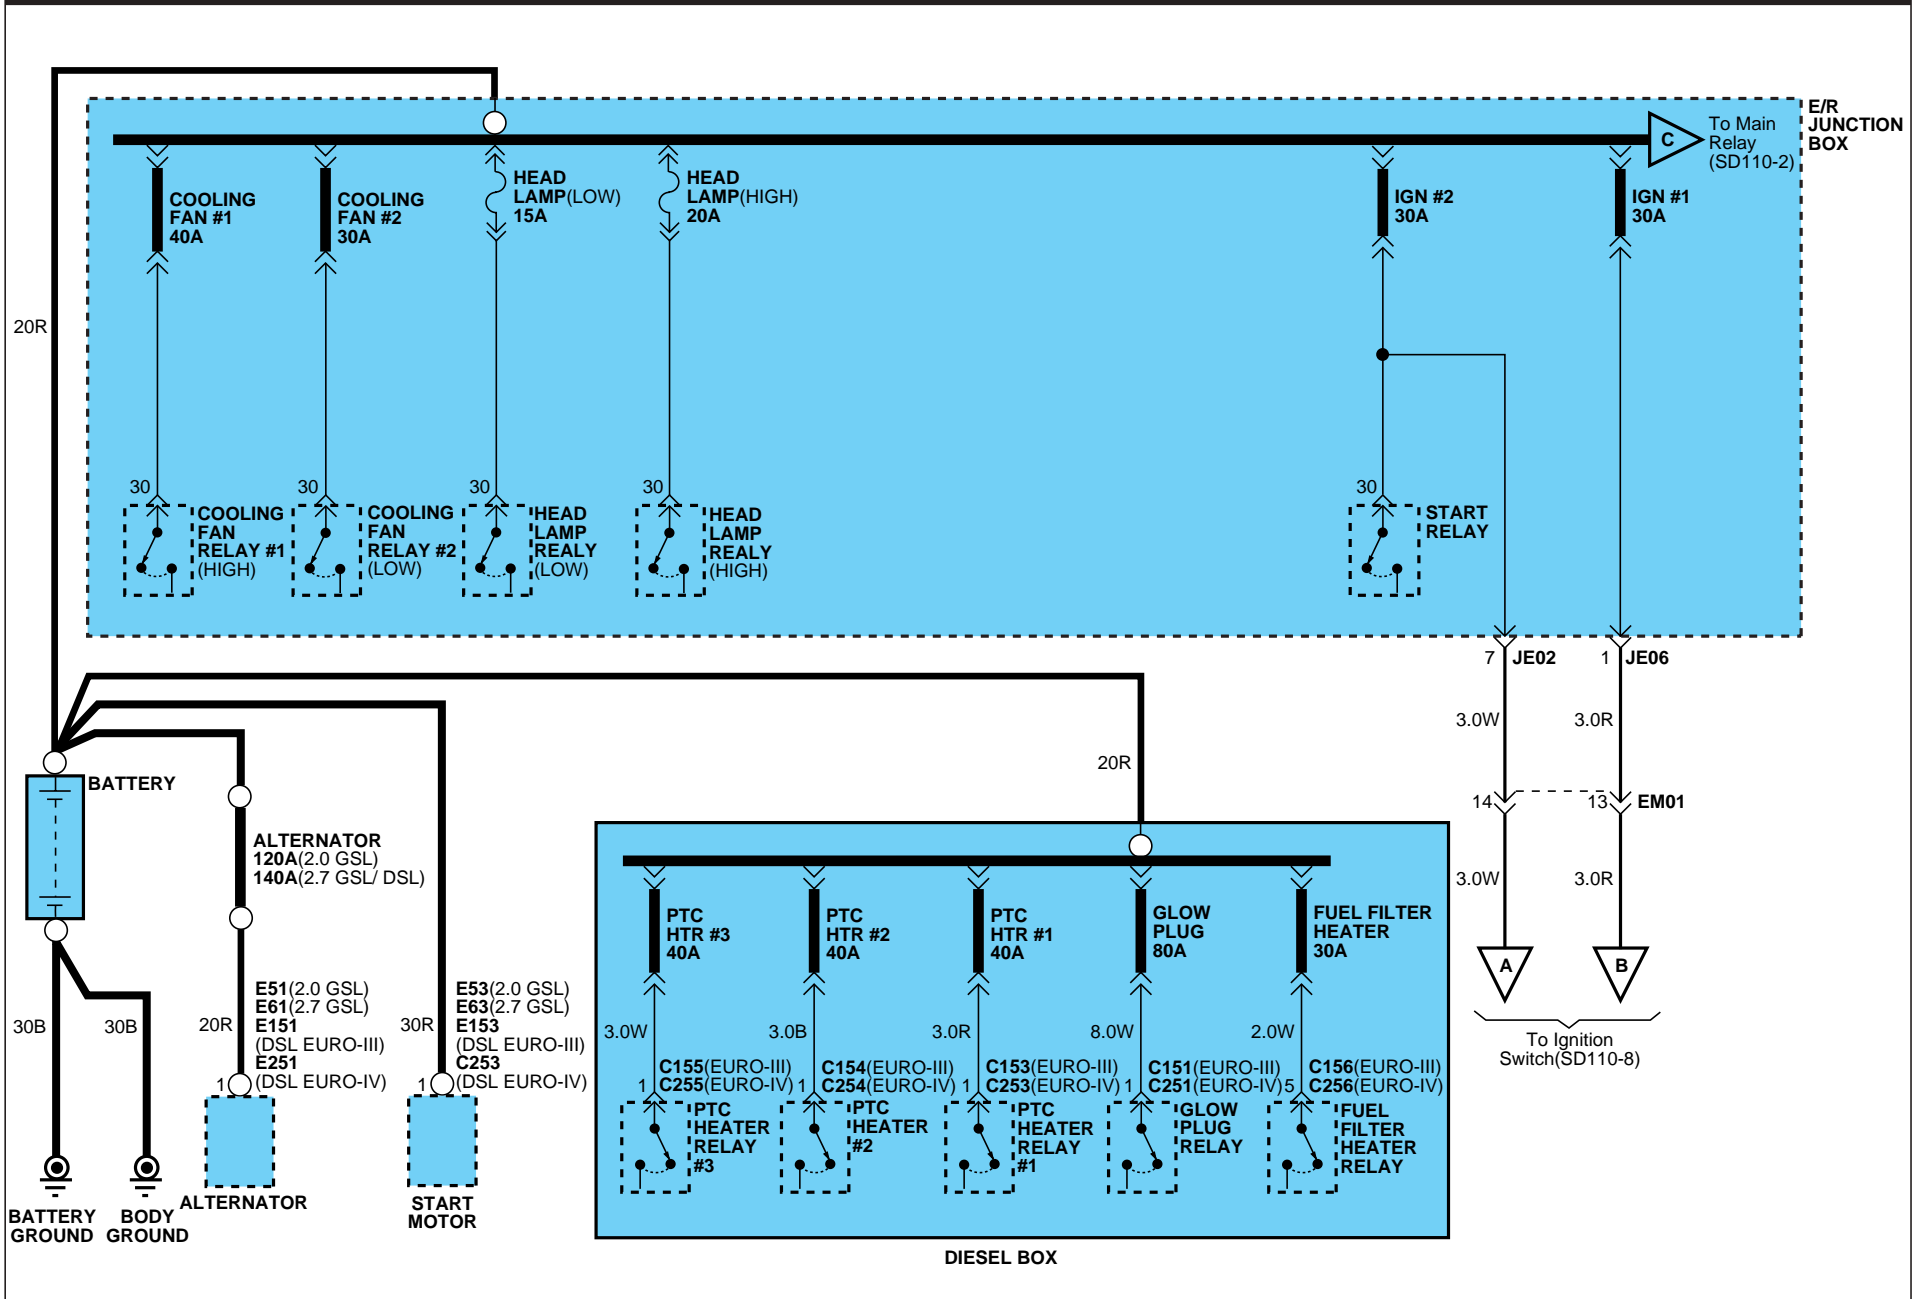 E/R
JUNCTION
BOX
C
To Main
Relay
(SD110-2)
COOLING
FAN #1
40A
COOLING
FAN #2
30A
HEAD
LAMP(LOW)
15A
HEAD
LAMP(HIGH)
20A
IGN #2
30A
IGN #1
30A
20R
30
COOLING
FAN
RELAY #1
(HIGH)
30
COOLING
FAN
RELAY #2
(LOW)
30
HEAD
LAMP
REALY
(LOW)
30
HEAD
LAMP
REALY
(HIGH)
30
START
RELAY
7 JE02
1 JE06
3.0W
3.0R
14
13 EM01
3.0W
3.0R
A
B
To Ignition
Switch(SD110-8)
BATTERY
30B
30B
BATTERY
GROUND
BODY
GROUND
ALTERNATOR
120A(2.0 GSL)
140A(2.7 GSL/ DSL)
20R
E51(2.0 GSL)
E61(2.7 GSL)
E151
(DSL EURO-III)
E251
(DSL EURO-IV)
1
ALTERNATOR
30R
E53(2.0 GSL)
E63(2.7 GSL)
E153
(DSL EURO-III)
C253
(DSL EURO-IV)
1
START
MOTOR
20R
PTC
HTR #3
40A
PTC
HTR #2
40A
PTC
HTR #1
40A
GLOW
PLUG
80A
FUEL FILTER
HEATER
30A
3.0W
3.0B
3.0R
8.0W
2.0W
C155(EURO-III)
C255(EURO-IV)
1
C154(EURO-III)
C254(EURO-IV)
1
C153(EURO-III)
C253(EURO-IV)
1
C151(EURO-III)
C251(EURO-IV)
1
C156(EURO-III)
C256(EURO-IV)
5
PTC
HEATER
RELAY
#3
PTC
HEATER
#2
PTC
HEATER
RELAY
#1
GLOW
PLUG
RELAY
FUEL
FILTER
HEATER
RELAY
DIESEL BOX